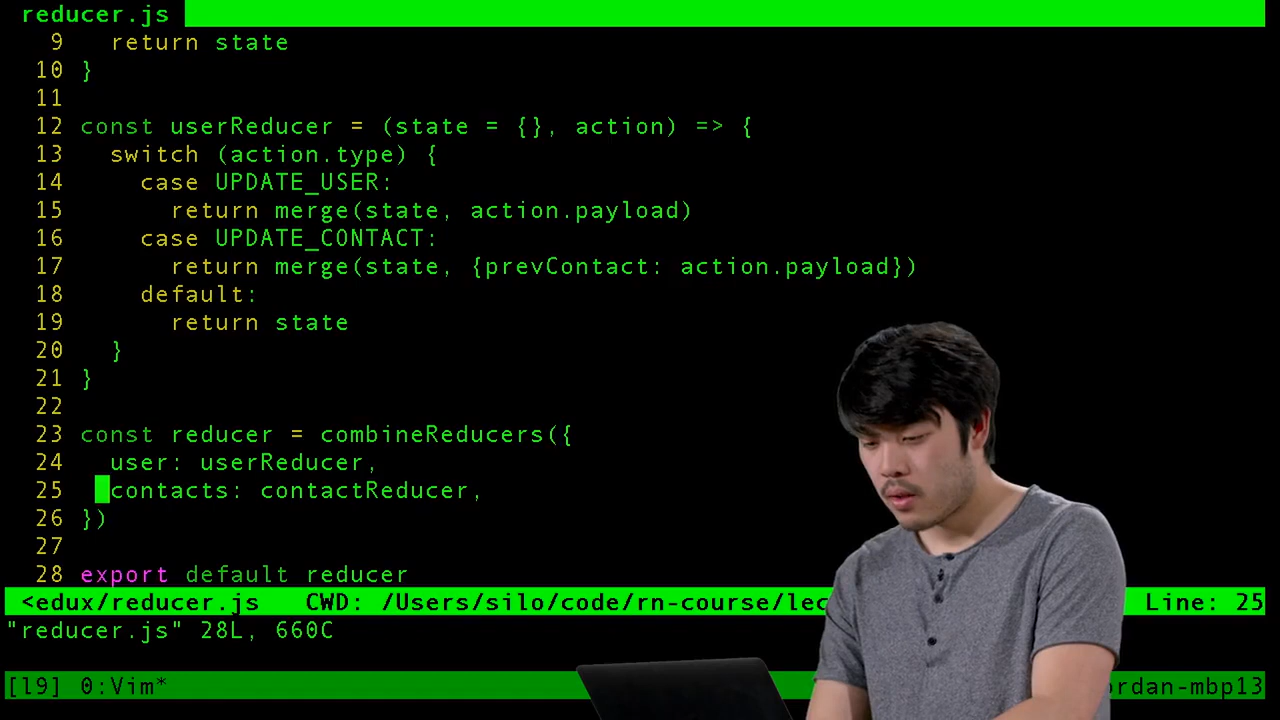 reducer.js
9 return state
10 }
11
12 const userReducer = (state = {}, action) => {
13 switch (action.type) {
14 case UPDATE_USER:
15 return merge(state, action.payload)
16 case UPDATE_CONTACT:
17 return merge(state, {prevContact: action.payload})
18 default:
19 return state
20 }
21 }
22
23 const reducer = combineReducers({
24 user: userReducer,
25 contacts: contactReducer,
26 })
27
28 export default reducer
<edux/reducer.js CWD: /Users/silo/code/rn-course/lec Line: 25
"reducer.js" 28L, 660C
[l9] 0:Vim* ordan-mbp13